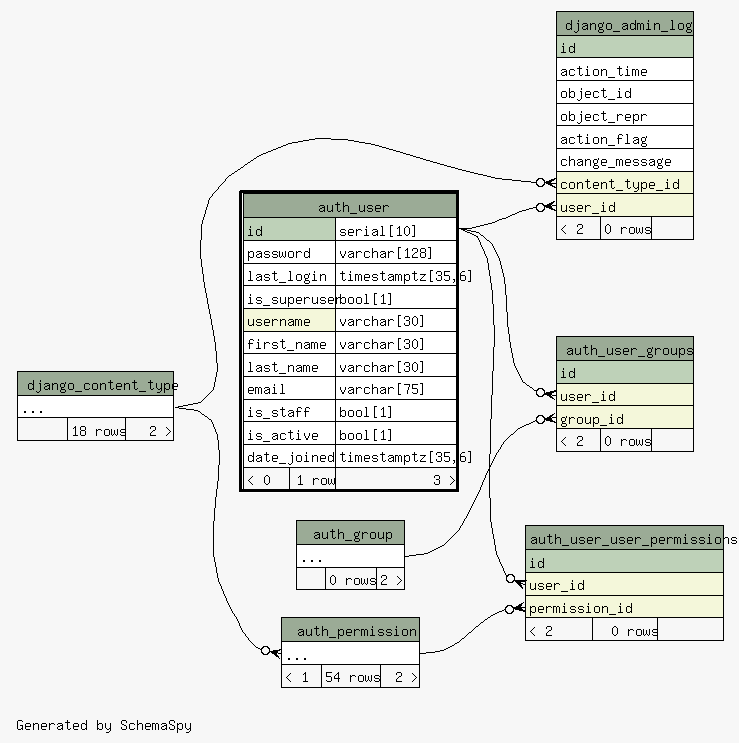 django_admin_log
id
action_time
object_id
object_repr
action_flag
change_message
content_type_id
user_id
< 2 0 rows
auth_user
id serial[10]
password varchar[128]
last_login timestamptz[35,6]
is_superuser bool[1]
username varchar[30]
first_name varchar[30]
last_name varchar[30]
email varchar[75]
is_staff bool[1]
is_active bool[1]
date_joined timestamptz[35,6]
< 0 1 row 3 >
auth_user_groups
id
user_id
group_id
< 2 0 rows
django_content_type
...
18 rows 2 >
auth_group
...
0 rows 2 >
auth_user_user_permissions
id
user_id
permission_id
< 2 0 rows
auth_permission
...
< 1 54 rows 2 >
Generated by SchemaSpy